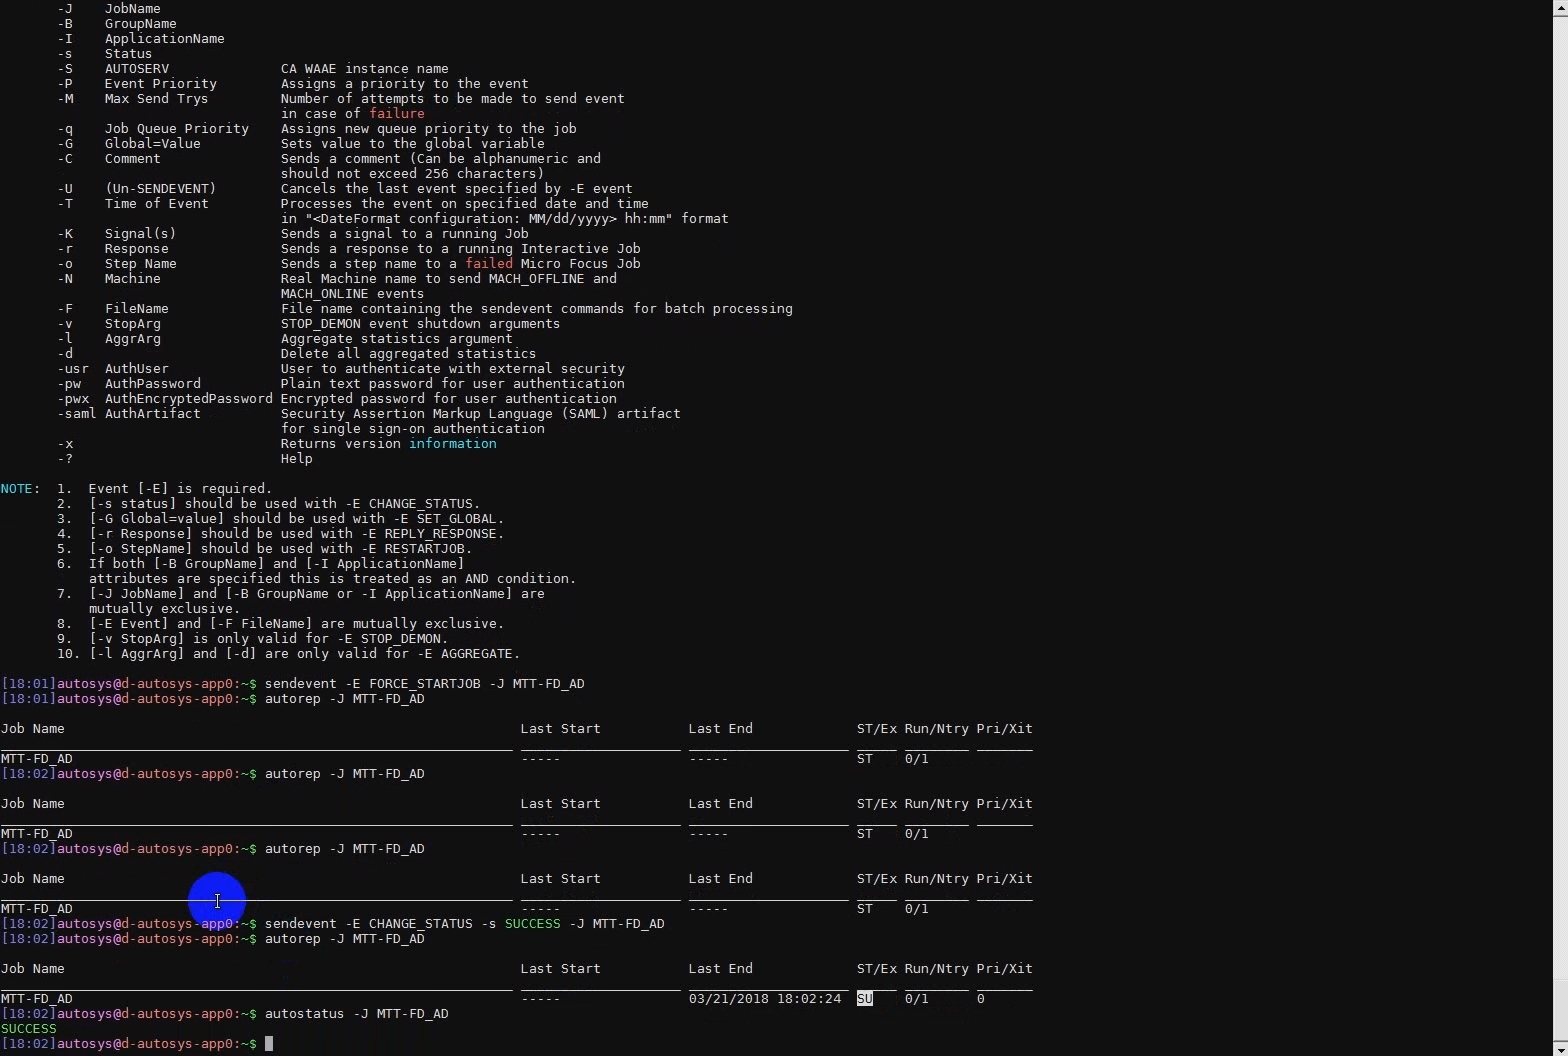 -J JobName
-B GroupName
-I ApplicationName
-s Status
-S AUTOSERV CA WAAE instance name
-P Event Priority Assigns a priority to the event
-M Max Send Trys Number of attempts to be made to send event
in case of failure
-q Job Queue Priority Assigns new queue priority to the job
-G Global=Value Sets value to the global variable
-C Comment Sends a comment (Can be alphanumeric and
should not exceed 256 characters)
-U (Un-SENDEVENT) Cancels the last event specified by -E event
-T Time of Event Processes the event on specified date and time
in "<DateFormat configuration: MM/dd/yyyy> hh:mm" format
-K Signal(s) Sends a signal to a running Job
-r Response Sends a response to a running Interactive Job
-o Step Name Sends a step name to a failed Micro Focus Job
-N Machine Real Machine name to send MACH_OFFLINE and
MACH_ONLINE events
-F FileName File name containing the sendevent commands for batch processing
-v StopArg STOP_DEMON event shutdown arguments
-l AggrArg Aggregate statistics argument
-d Delete all aggregated statistics
-usr AuthUser User to authenticate with external security
-pw AuthPassword Plain text password for user authentication
-pwx AuthEncryptedPassword Encrypted password for user authentication
-saml AuthArtifact Security Assertion Markup Language (SAML) artifact
for single sign-on authentication
-x Returns version information
-? Help
NOTE: 1. Event [-E] is required.
2. [-s status] should be used with -E CHANGE_STATUS.
3. [-G Global=value] should be used with -E SET_GLOBAL.
4. [-r Response] should be used with -E REPLY_RESPONSE.
5. [-o StepName] should be used with -E RESTARTJOB.
6. If both [-B GroupName] and [-I ApplicationName]
attributes are specified this is treated as an AND condition.
7. [-J JobName] and [-B GroupName or -I ApplicationName] are
mutually exclusive.
8. [-E Event] and [-F FileName] are mutually exclusive.
9. [-v StopArg] is only valid for -E STOP_DEMON.
10. [-l AggrArg] and [-d] are only valid for -E AGGREGATE.
[18:01]autosys@d-autosys-app0:~$ sendevent -E FORCE_STARTJOB -J MTT-FD_AD
[18:01]autosys@d-autosys-app0:~$ autorep -J MTT-FD_AD
Job Name Last Start Last End ST/Ex Run/Ntry Pri/Xit
MTT-FD_AD ----- ----- ST 0/1
[18:02]autosys@d-autosys-app0:~$ autorep -J MTT-FD_AD
Job Name Last Start Last End ST/Ex Run/Ntry Pri/Xit
MTT-FD_AD ----- ----- ST 0/1
[18:02]autosys@d-autosys-app0:~$ autorep -J MTT-FD_AD
Job Name Last Start Last End ST/Ex Run/Ntry Pri/Xit
MTT-FD_AD ----- ----- ST 0/1
[18:02]autosys@d-autosys-app0:~$ sendevent -E CHANGE_STATUS -s SUCCESS -J MTT-FD_AD
[18:02]autosys@d-autosys-app0:~$ autorep -J MTT-FD_AD
Job Name Last Start Last End ST/Ex Run/Ntry Pri/Xit
MTT-FD_AD ----- 03/21/2018 18:02:24 SU 0/1 0
[18:02]autosys@d-autosys-app0:~$ autostatus -J MTT-FD_AD
SUCCESS
[18:02]autosys@d-autosys-app0:~$